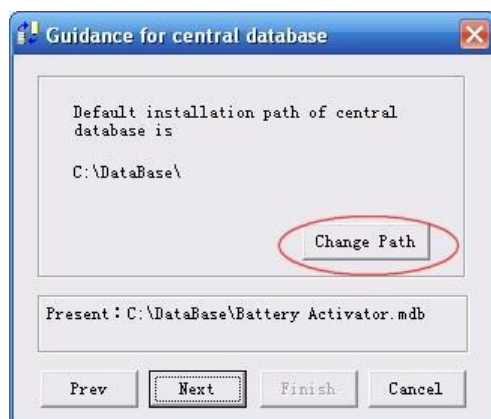 Guidance for central database
Default installation path of central
database is
C:\DataBase\
Change Path
Present：C:\DataBase\Battery Activator.mdb
Prev
Next
Finish
Cancel